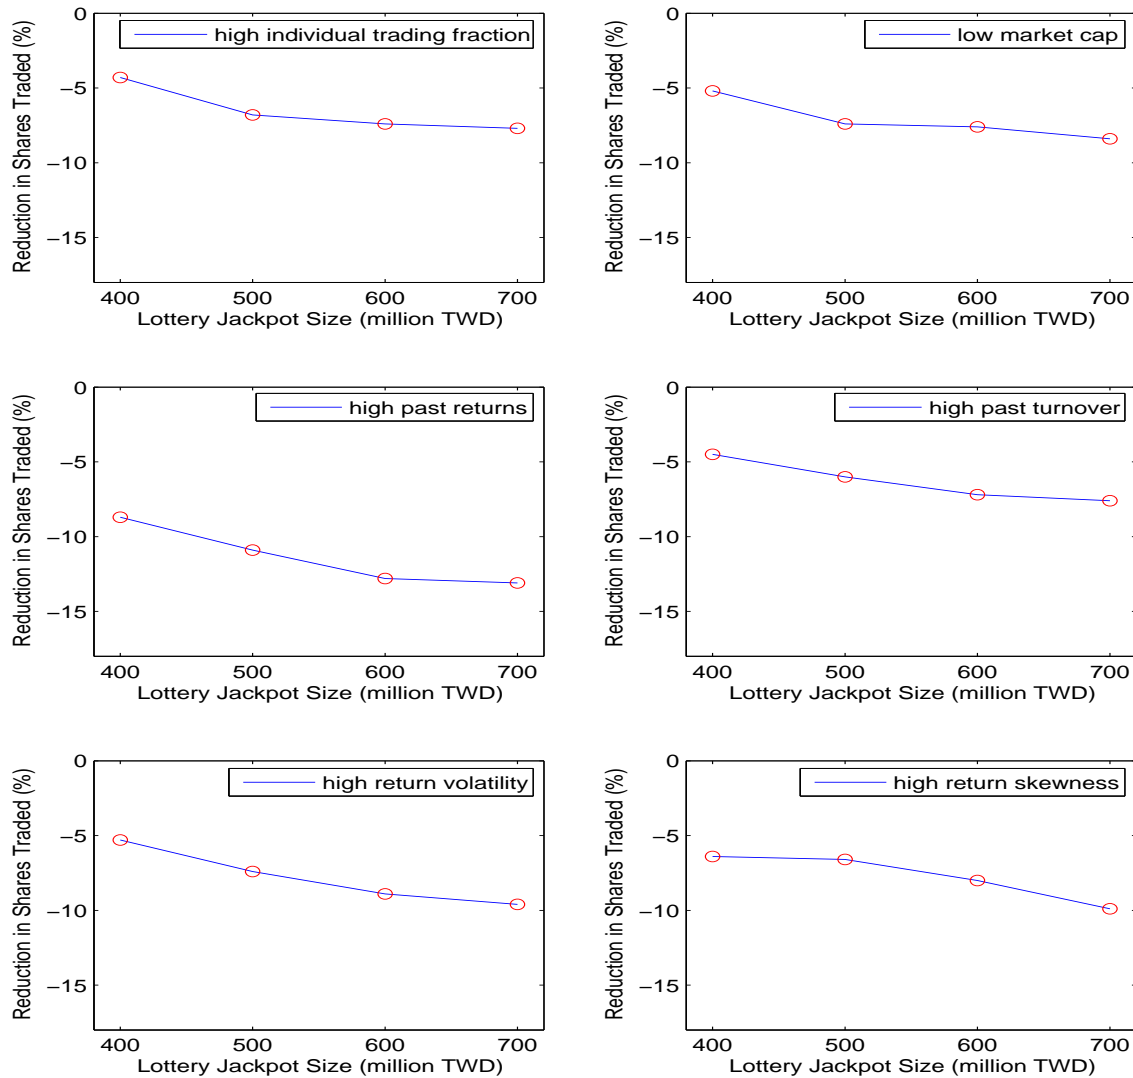 high individual trading fraction
Reduction in Shares Traded (%)
0
−5
−10
−15
400 500 600 700
Lottery Jackpot Size (million TWD)
low market cap
Reduction in Shares Traded (%)
0
−5
−10
−15
400 500 600 700
Lottery Jackpot Size (million TWD)
high past returns
Reduction in Shares Traded (%)
0
−5
−10
−15
400 500 600 700
Lottery Jackpot Size (million TWD)
high past turnover
Reduction in Shares Traded (%)
0
−5
−10
−15
400 500 600 700
Lottery Jackpot Size (million TWD)
high return volatility
Reduction in Shares Traded (%)
0
−5
−10
−15
400 500 600 700
Lottery Jackpot Size (million TWD)
high return skewness
Reduction in Shares Traded (%)
0
−5
−10
−15
400 500 600 700
Lottery Jackpot Size (million TWD)